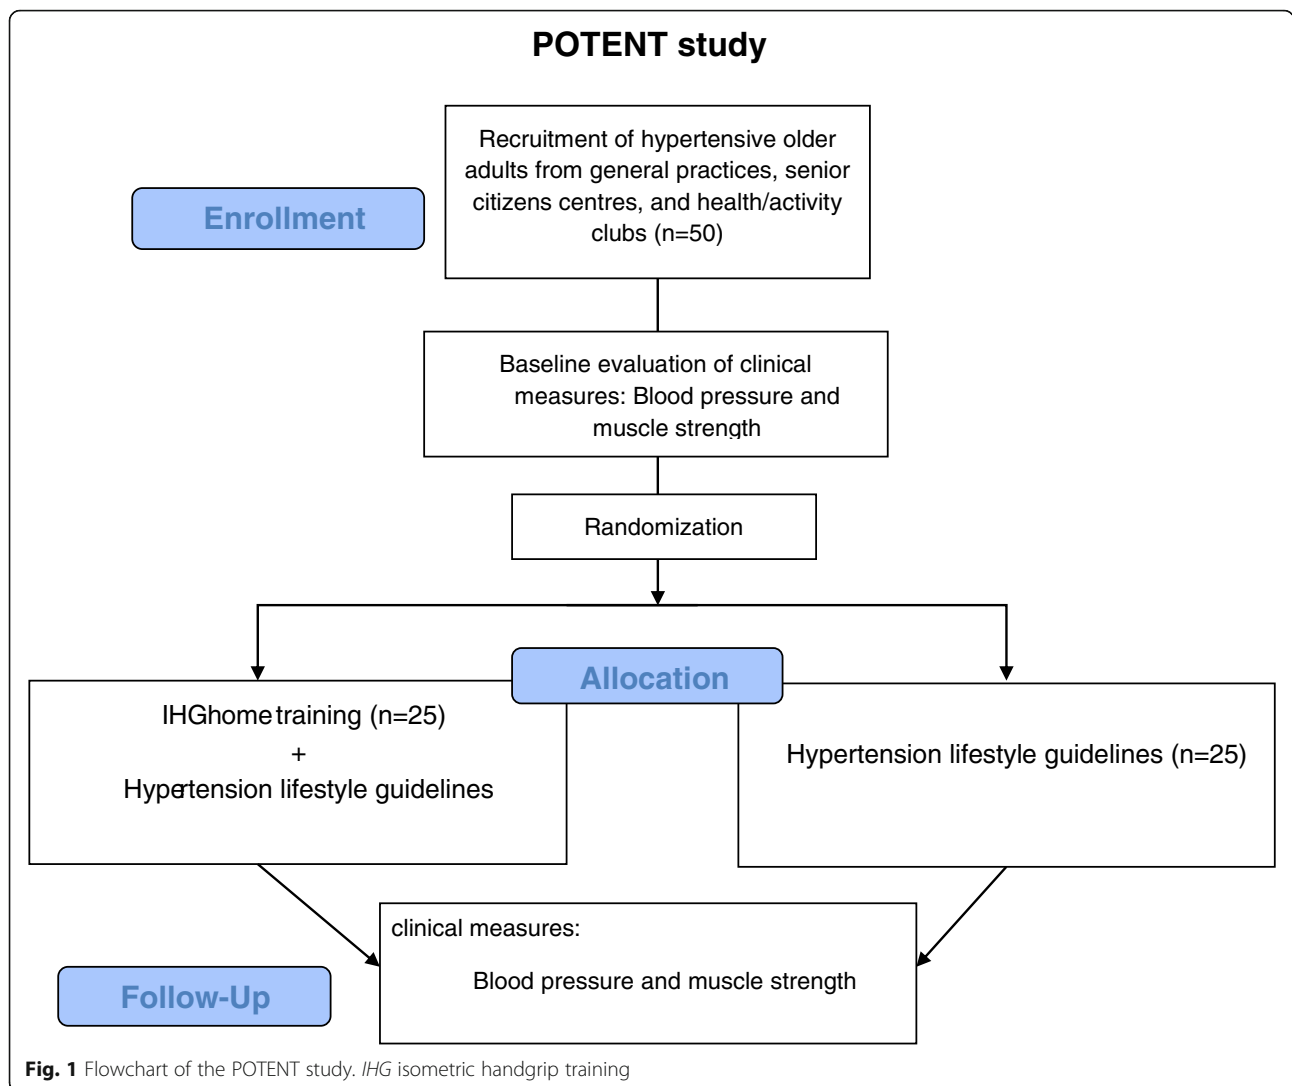 POTENT study
Recruitment of hypertensive older
adults from general practices, senior
citizens centres, and health/activity
clubs (n=50)
Enrollment
Baseline evaluation of clinical
measures: Blood pressure and
muscle strength
Randomization
Allocation
IHGhome training (n=25)
+
Hypertension lifestyle guidelines
Hypertension lifestyle guidelines (n=25)
clinical measures:
Blood pressure and muscle strength
Follow-Up
Fig. 1 Flowchart of the POTENT study. IHG isometric handgrip training